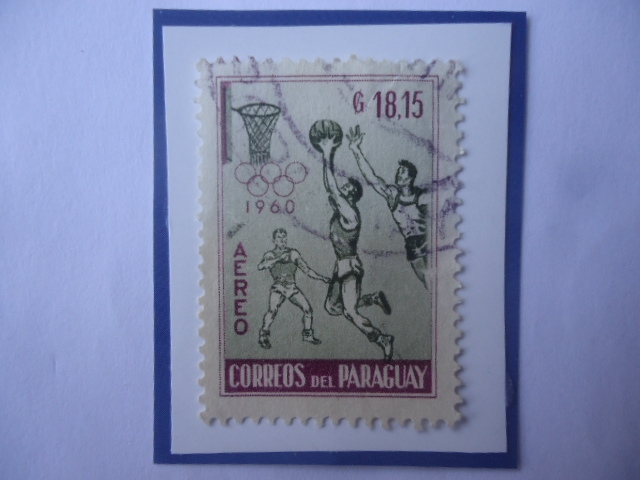 ₲ 18,15
1960
AEREO
CORREOS DEL PARAGUAY